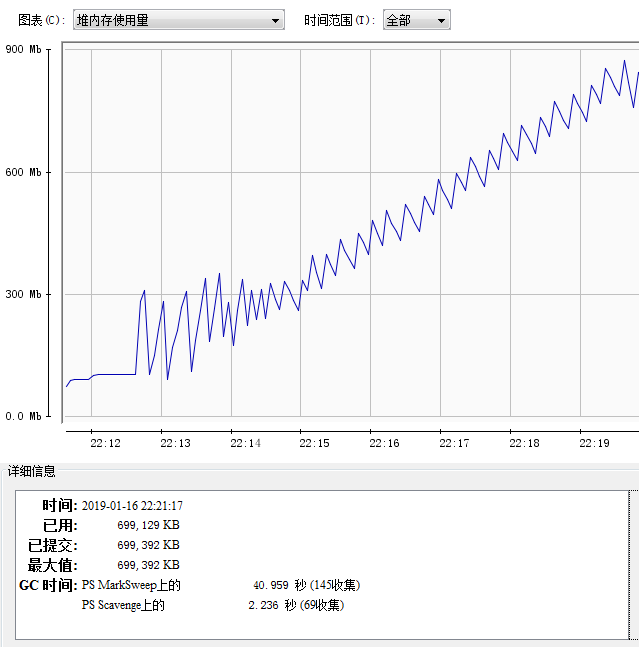 图表(C): 堆内存使用量 时间范围(T): 全部
900 Mb
600 Mb
300 Mb
0.0 Mb
22:12 22:13 22:14 22:15 22:16 22:17 22:18 22:19
详细信息
时间: 2019-01-16 22:21:17
已用: 699,129 KB
已提交: 699,392 KB
最大值: 699,392 KB
GC 时间: PS MarkSweep上的 40.959 秒 (145收集)
PS Scavenge上的 2.236 秒 (69收集)